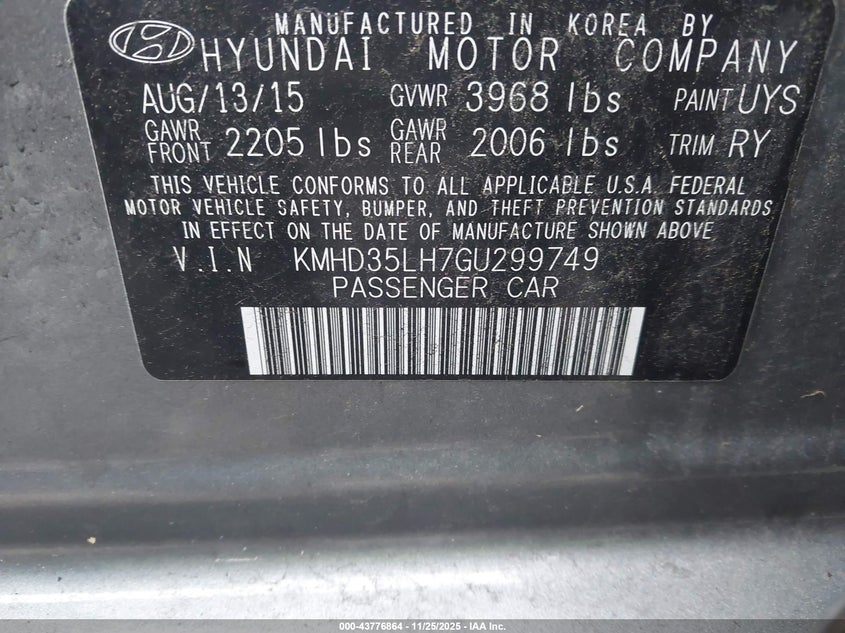 MANUFACTURED IN KOREA BY
HYUNDAI MOTOR COMPANY
AUG/13/15 GVWR 3968 lbs PAINT UYS
GAWR FRONT 2205 lbs GAWR REAR 2006 lbs TRIM RY
THIS VEHICLE CONFORMS TO ALL APPLICABLE U.S.A. FEDERAL
MOTOR VEHICLE SAFETY, BUMPER, AND THEFT PREVENTION STANDARDS
IN EFFECT ON THE DATE OF MANUFACTURE SHOWN ABOVE
V.I.N KMHD35LH7GU299749
PASSENGER CAR
000-43776864 | 11/25/2025 - IAA Inc.